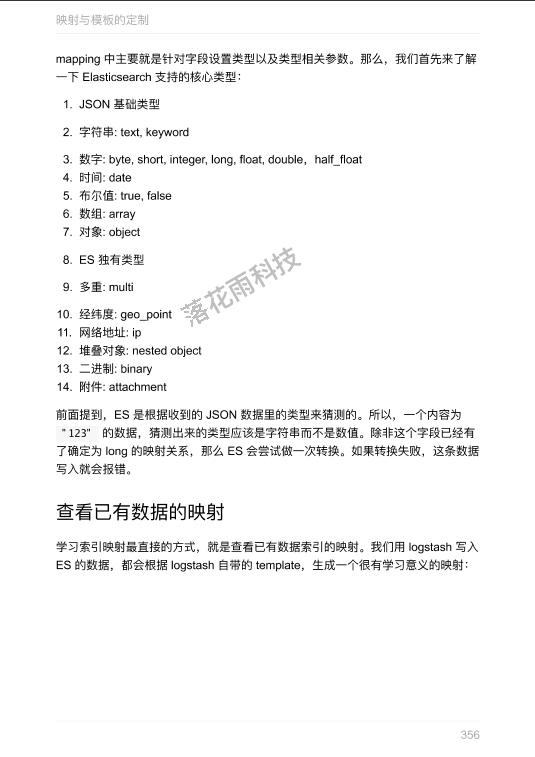 映射与模板的定制
mapping 中主要就是针对字段设置类型以及类型相关参数。那么，我们首先来了解
一下 Elasticsearch 支持的核心类型：
1. JSON 基础类型
2. 字符串: text, keyword
3. 数字: byte, short, integer, long, float, double，half_float
4. 时间: date
5. 布尔值: true, false
6. 数组: array
7. 对象: object
8. ES 独有类型
9. 多重: multi
10. 经纬度: geo_point
11. 网络地址: ip
12. 堆叠对象: nested object
13. 二进制: binary
14. 附件: attachment
落花雨科技
前面提到，ES 是根据收到的 JSON 数据里的类型来猜测的。所以，一个内容为
"123" 的数据，猜测出来的类型应该是字符串而不是数值。除非这个字段已经有
了确定为 long 的映射关系，那么 ES 会尝试做一次转换。如果转换失败，这条数据
写入就会报错。
查看已有数据的映射
学习索引映射最直接的方式，就是查看已有数据索引的映射。我们用 logstash 写入
ES 的数据，都会根据 logstash 自带的 template，生成一个很有学习意义的映射：
356